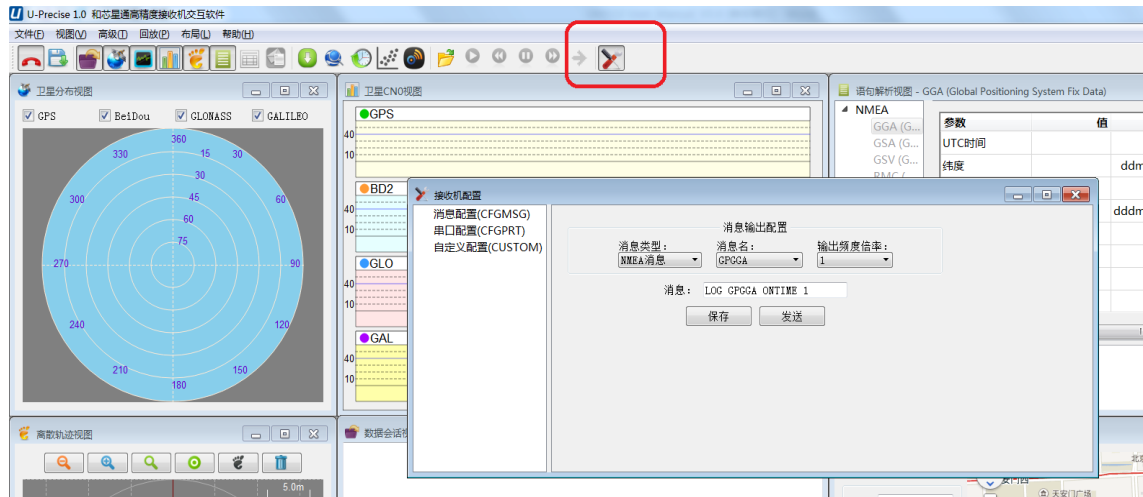 U-Precise 1.0 和芯星通高精度接收机交互软件
文件(F) 视图(V) 高级(T) 回放(P) 布局(L) 帮助(H)
卫星分布视图
GPS BeiDou GLONASS GALILEO
360
330 15 30
30
300 45 60
60
75
270 90
240 120
210 150
180
卫星CN0视图
GPS
40
10
BD2
40
10
GLO
40
10
GAL
40
10
语句解析视图 - GGA (Global Positioning System Fix Data)
NMEA
GGA (G...
GSA (G...
GSV (G...
RMC (
参数 值
UTC时间
纬度 ddm
dddm
接收机配置
消息配置(CFGMSG)
串口配置(CFGPRT)
自定义配置(CUSTOM)
消息输出配置
消息类型: 消息名: 输出频度倍率:
NMEA消息 GPGGA 1
消息: LOG GPGGA ONTIME 1
保存 发送
离散轨迹视图
5.0m
数据会话
天安门广场